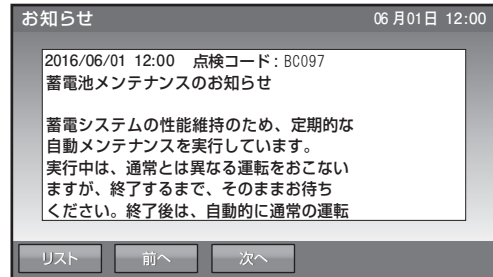 お知らせ 06月01日 12:00
2016/06/01 12:00 点検コード：BC097
蓄電池メンテナンスのお知らせ
蓄電システムの性能維持のため、定期的な
自動メンテナンスを実行しています。
実行中は、通常とは異なる運転をおこない
ますが、終了するまで、そのままお待ち
ください。終了後は、自動的に通常の運転
リスト 前へ 次へ